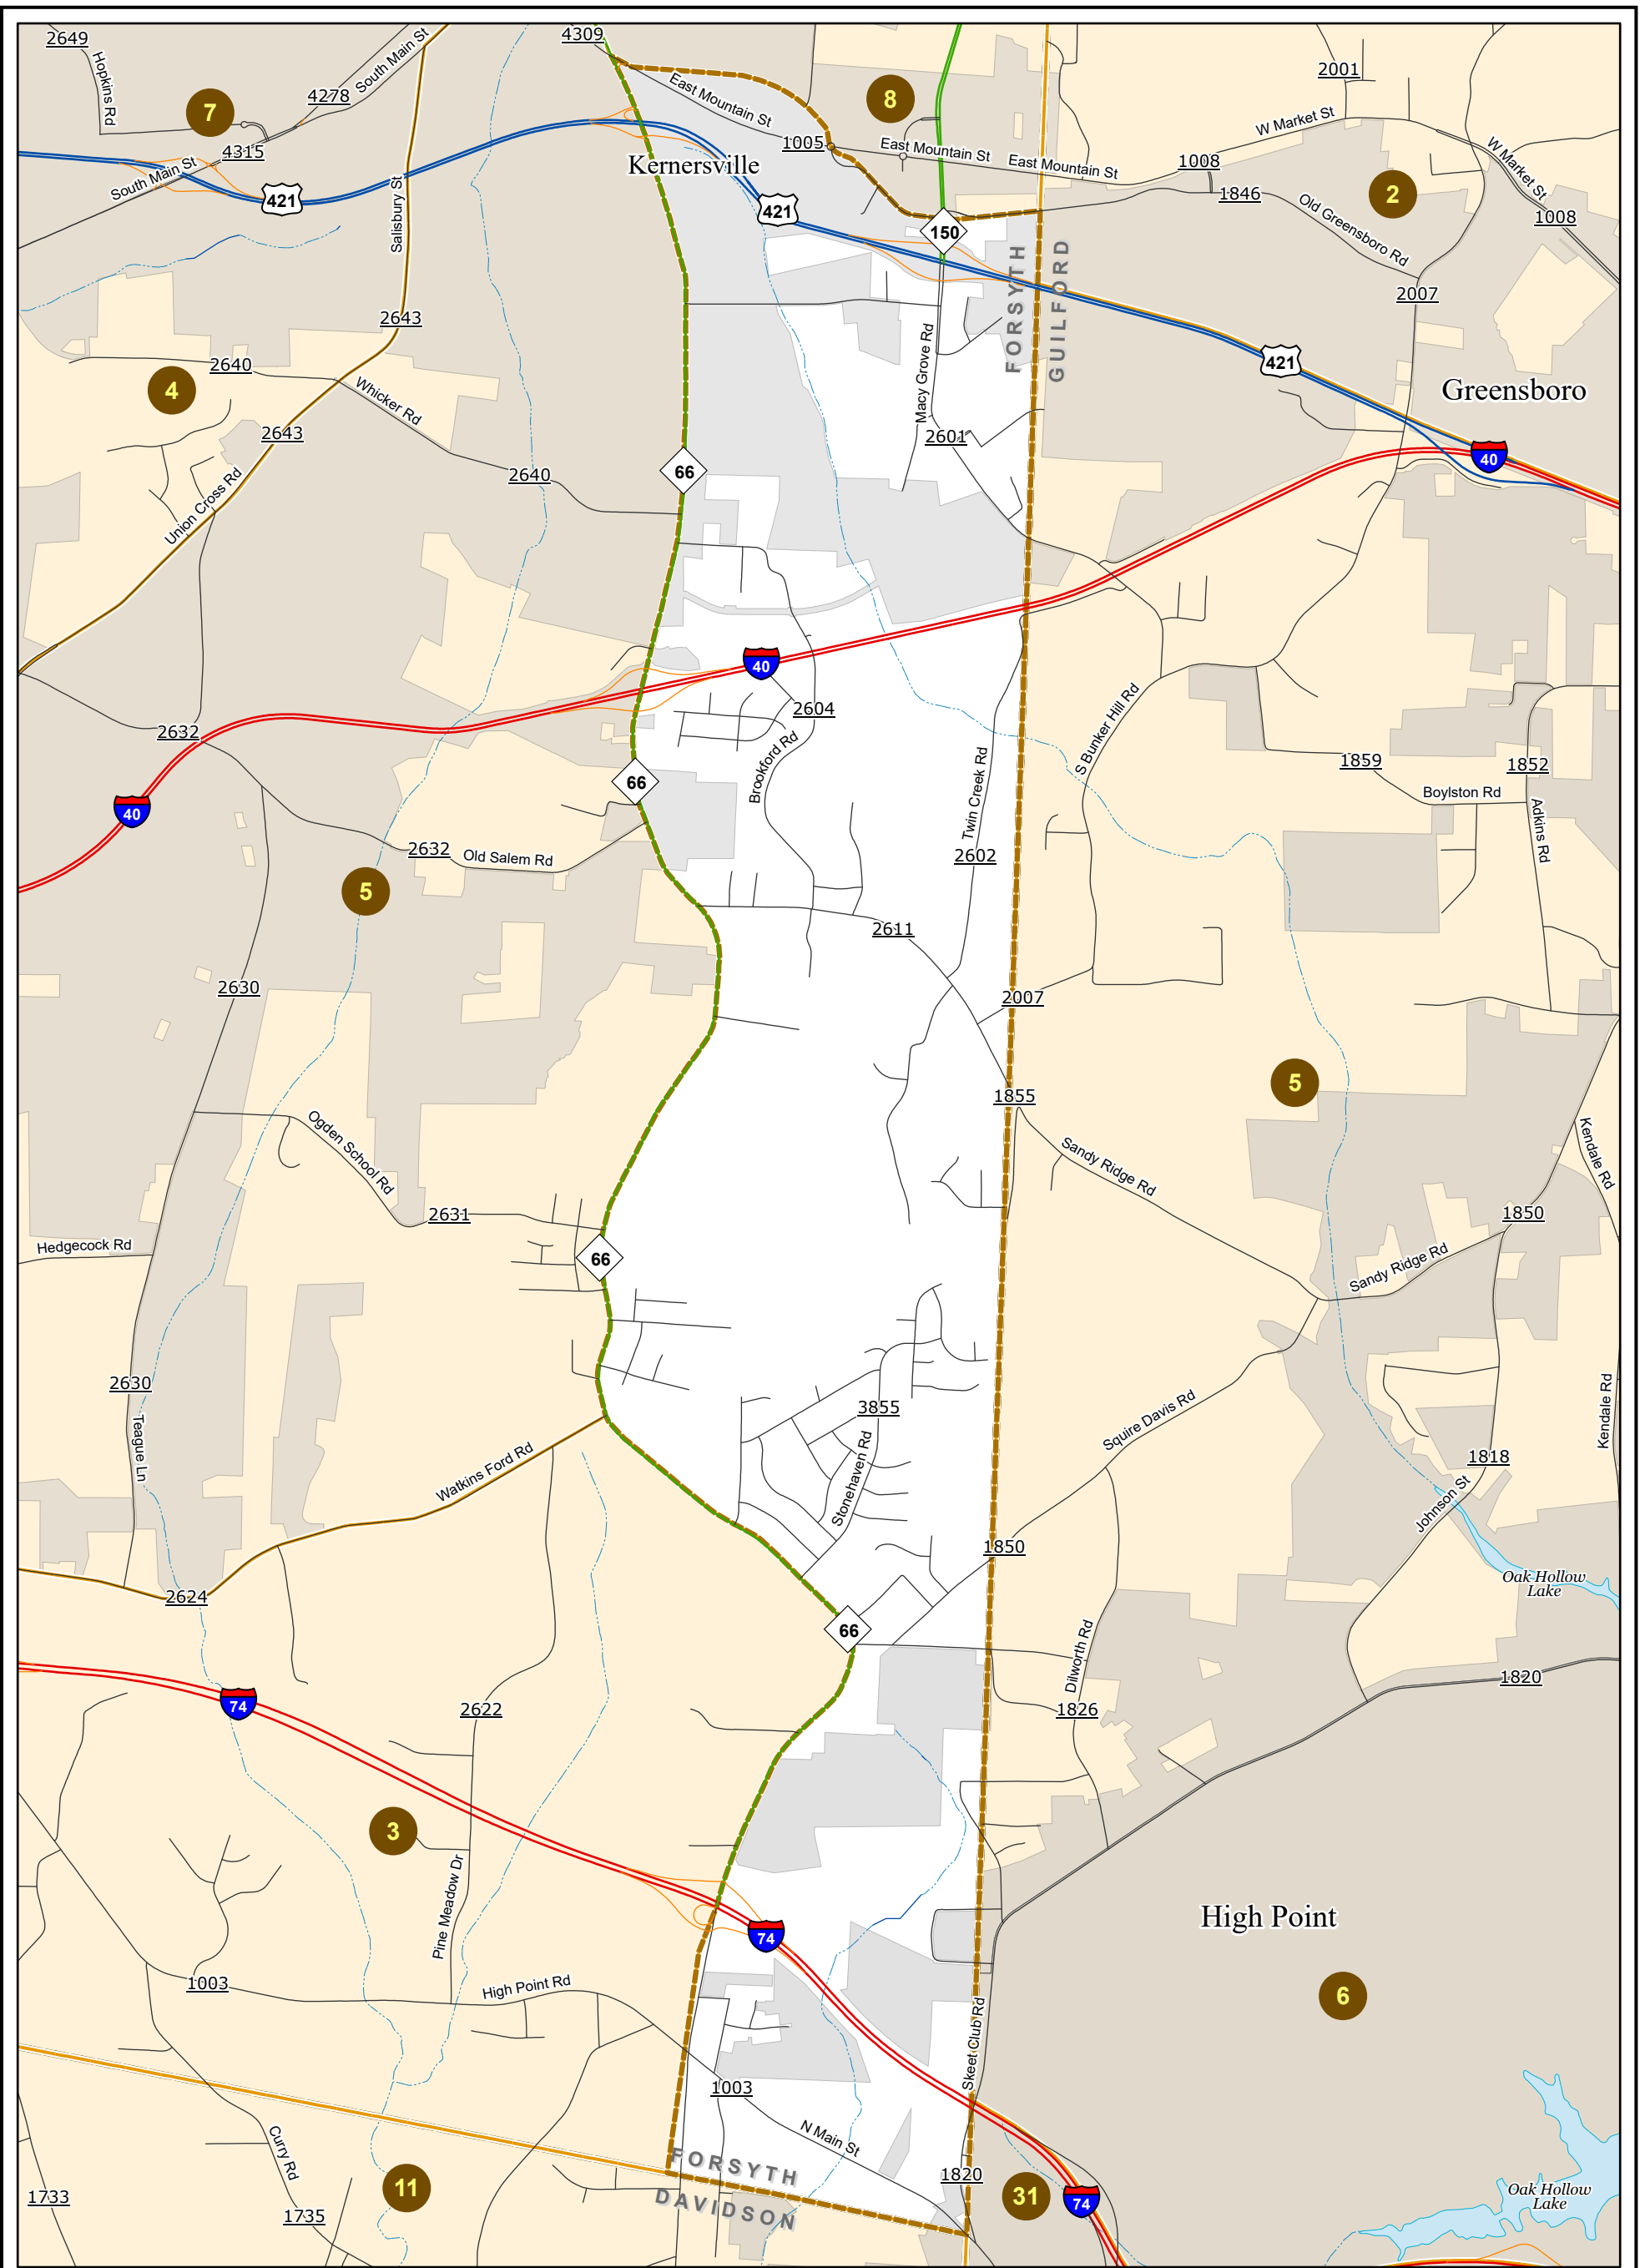 2649
4309
Hopkins Rd
South Main St
4278
2001
7
8
East Mountain St
W Market St
4315
1005
East Mountain St
East Mountain St
1008
W Market St
South Main St
Kernersville
421
421
1846
2
1008
Salisbury St
150
Old Greensboro Rd
FORSYTH
GUILFORD
2007
2643
2640
4
Whicker Rd
Macy Grove Rd
421
Greensboro
2643
2601
40
2640
66
Union Cross Rd
40
2604
2632
S Bunker Hill Rd
66
Brookford Rd
1859
1852
40
Twin Creek Rd
Boylston Rd
Adkins Rd
2632
Old Salem Rd
2602
5
2611
2630
2007
5
1855
Ogden School Rd
Sandy Ridge Rd
Kendale Rd
2631
1850
Hedgecock Rd
66
Sandy Ridge Rd
2630
3855
Squire Davis Rd
Kendale Rd
Teague Ln
Watkins Ford Rd
Stonehaven Rd
1818
Johnson St
1850
2624
Oak Hollow
Lake
66
Dilworth Rd
74
2622
1826
1820
3
Pine Meadow Dr
High Point
74
1003
High Point Rd
6
Skeet Club Rd
1003
N Main St
Curry Rd
FORSYTH
DAVIDSON
1820
11
31
74
1733
1735
Oak Hollow
Lake